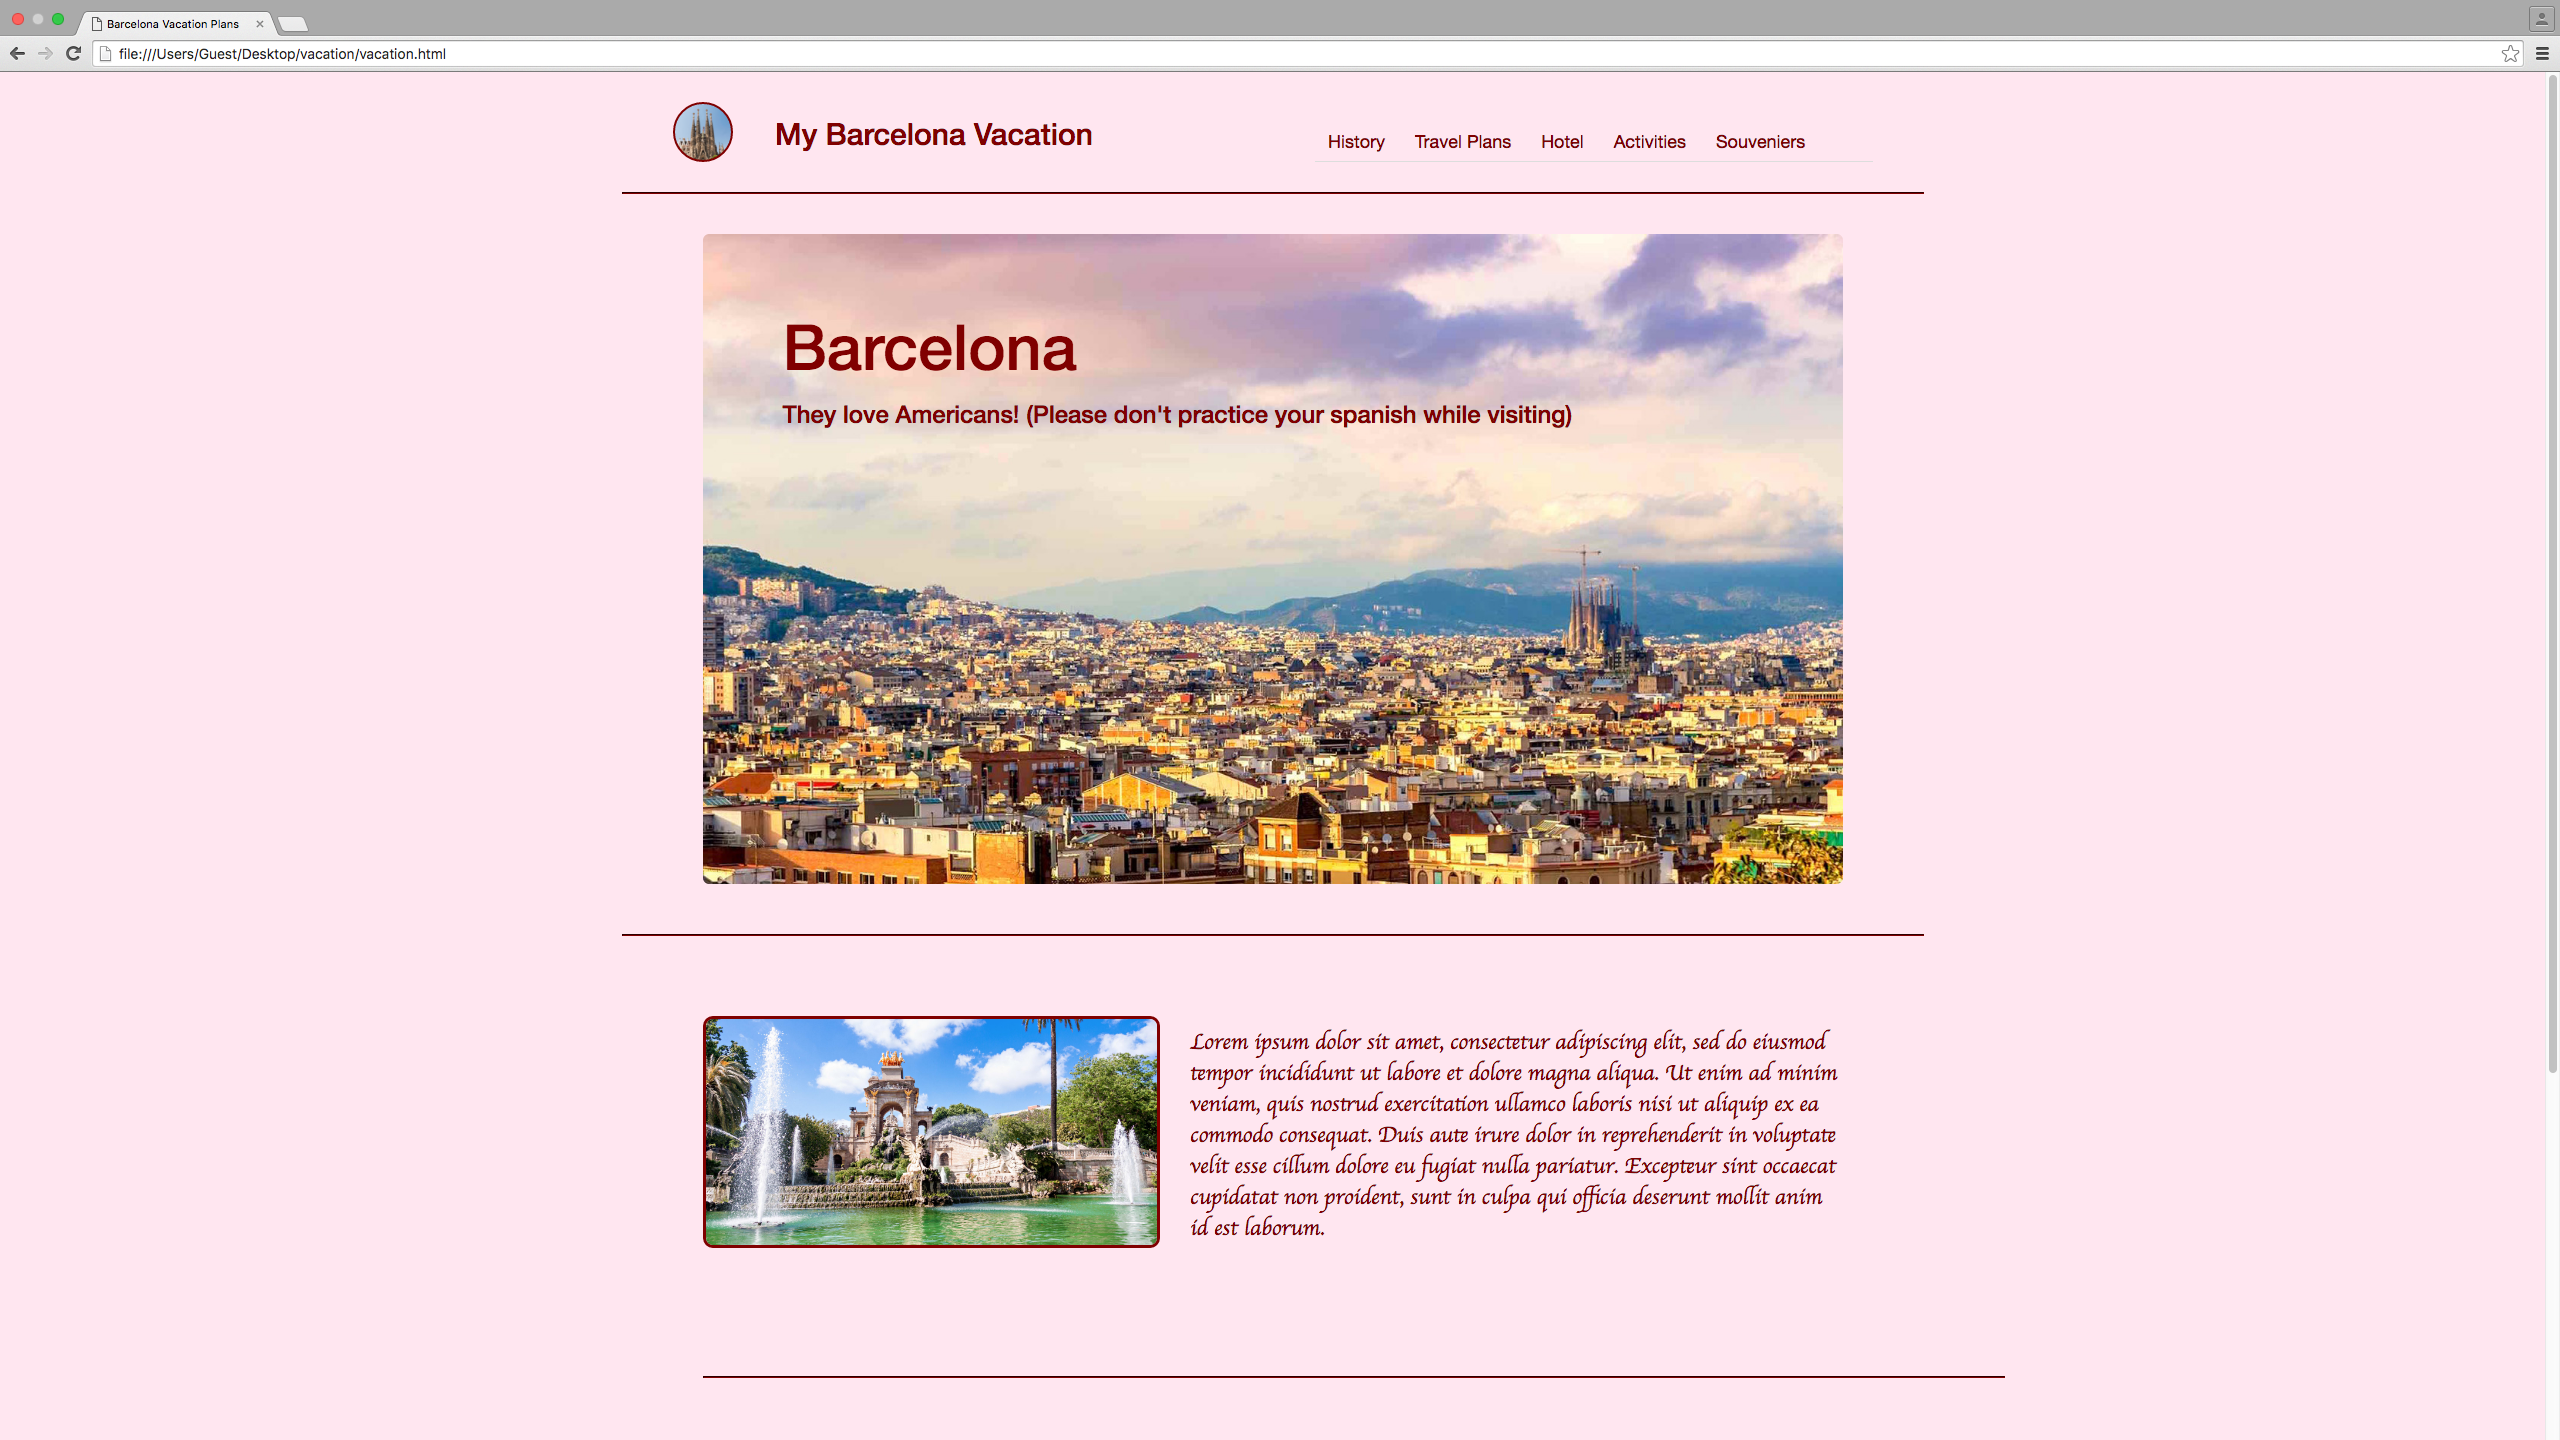 Barcelona Vacation Plans
file:///Users/Guest/Desktop/vacation/vacation.html
My Barcelona Vacation
History Travel Plans Hotel Activities Souveniers
Barcelona
They love Americans! (Please don't practice your spanish while visiting)
Lorem ipsum dolor sit amet, consectetur adipiscing elit, sed do eiusmod
tempor incididunt ut labore et dolore magna aliqua. Ut enim ad minim
veniam, quis nostrud exercitation ullamco laboris nisi ut aliquip ex ea
commodo consequat. Duis aute irure dolor in reprehenderit in voluptate
velit esse cillum dolore eu fugiat nulla pariatur. Excepteur sint occaecat
cupidatat non proident, sunt in culpa qui officia deserunt mollit anim
id est laborum.